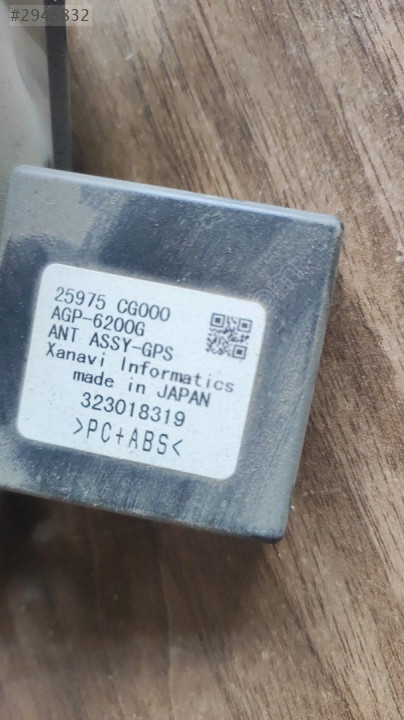 25975 CG000
AGP-6200G
ANT ASSY-GPS
Xanavi Informatics
made in JAPAN
323018319
>PC+ABS<